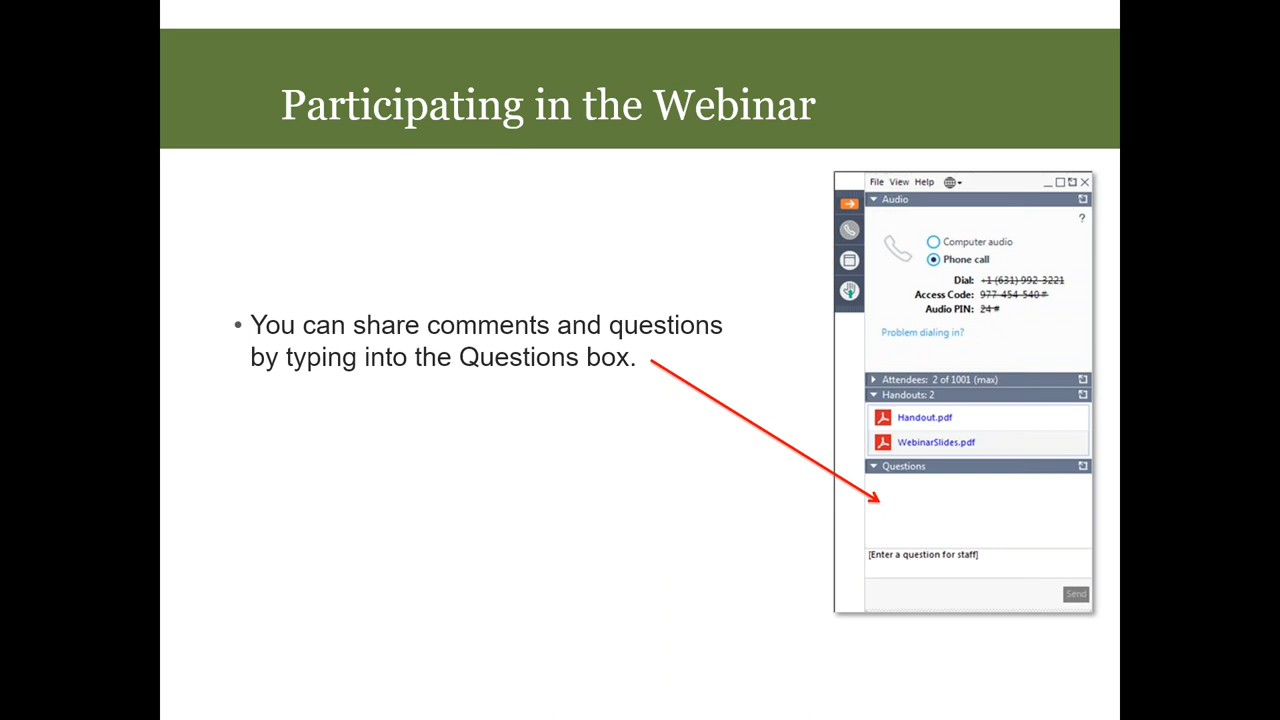 Participating in the Webinar
• You can share comments and questions
by typing into the Questions box.
File View Help
Audio
?
Computer audio
Phone call
Dial: +1 (631) 992-3221
Access Code: 977-454-540 #
Audio PIN: 24 #
Problem dialing in?
Attendees: 2 of 1001 (max)
Handouts: 2
Handout.pdf
WebinarSlides.pdf
Questions
[Enter a question for staff]
Send